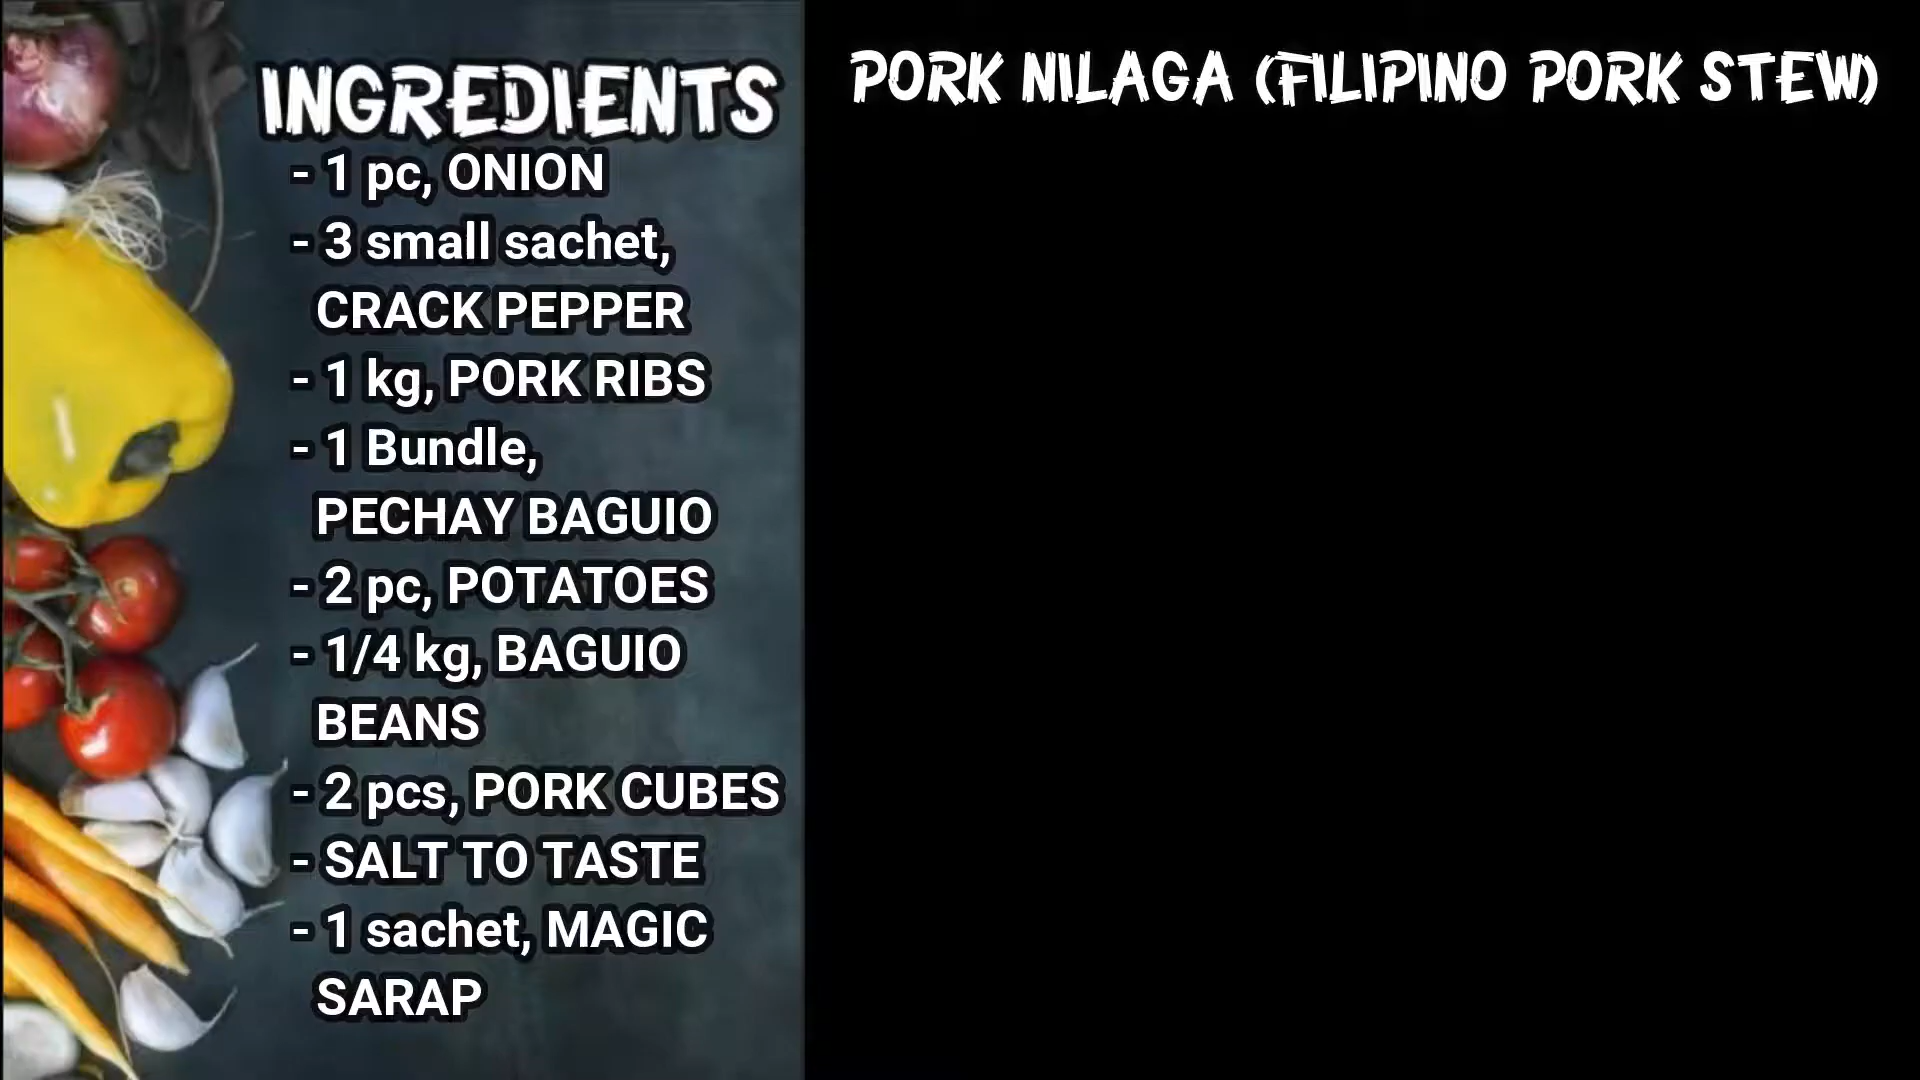 INGREDIENTS
- 1 pc, ONION
- 3 small sachet,
CRACK PEPPER
- 1 kg, PORK RIBS
- 1 Bundle,
PECHAY BAGUIO
- 2 pc, POTATOES
- 1/4 kg, BAGUIO
BEANS
- 2 pcs, PORK CUBES
- SALT TO TASTE
- 1 sachet, MAGIC
SARAP
PORK NILAGA (FILIPINO PORK STEW)